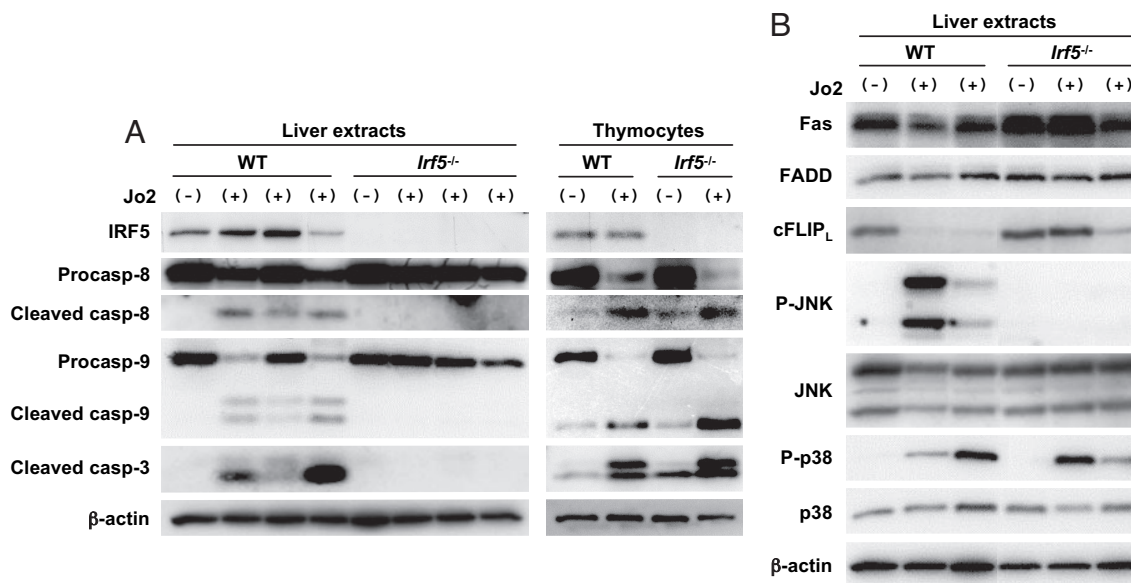 A
Liver extracts
Thymocytes
WT
Irf5-/-
WT
Irf5-/-
Jo2
(-) (+) (+) (+) (-) (+) (+) (+)
(-) (+) (-) (+)
IRF5
Procasp-8
Cleaved casp-8
Procasp-9
Cleaved casp-9
Cleaved casp-3
β-actin
B
Liver extracts
WT
Irf5-/-
Jo2
(-) (+) (+) (-) (+) (+)
Fas
FADD
cFLIPL
P-JNK
JNK
P-p38
p38
β-actin